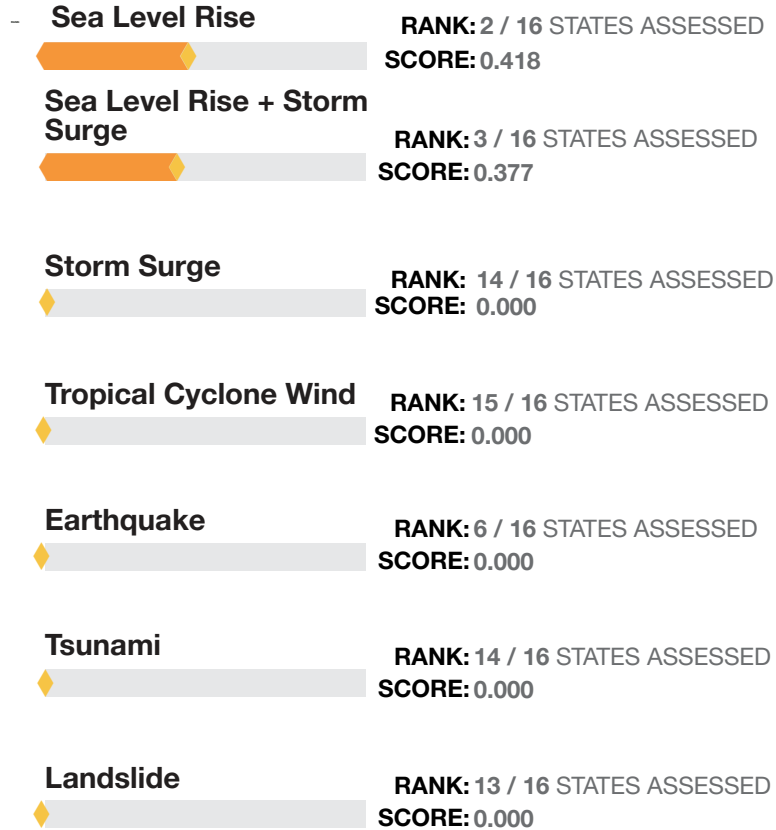 Sea Level Rise
RANK: 2 / 16 STATES ASSESSED
SCORE: 0.418
Sea Level Rise + Storm
Surge
RANK: 3 / 16 STATES ASSESSED
SCORE: 0.377
Storm Surge
RANK: 14 / 16 STATES ASSESSED
SCORE: 0.000
Tropical Cyclone Wind
RANK: 15 / 16 STATES ASSESSED
SCORE: 0.000
Earthquake
RANK: 6 / 16 STATES ASSESSED
SCORE: 0.000
Tsunami
RANK: 14 / 16 STATES ASSESSED
SCORE: 0.000
Landslide
RANK: 13 / 16 STATES ASSESSED
SCORE: 0.000